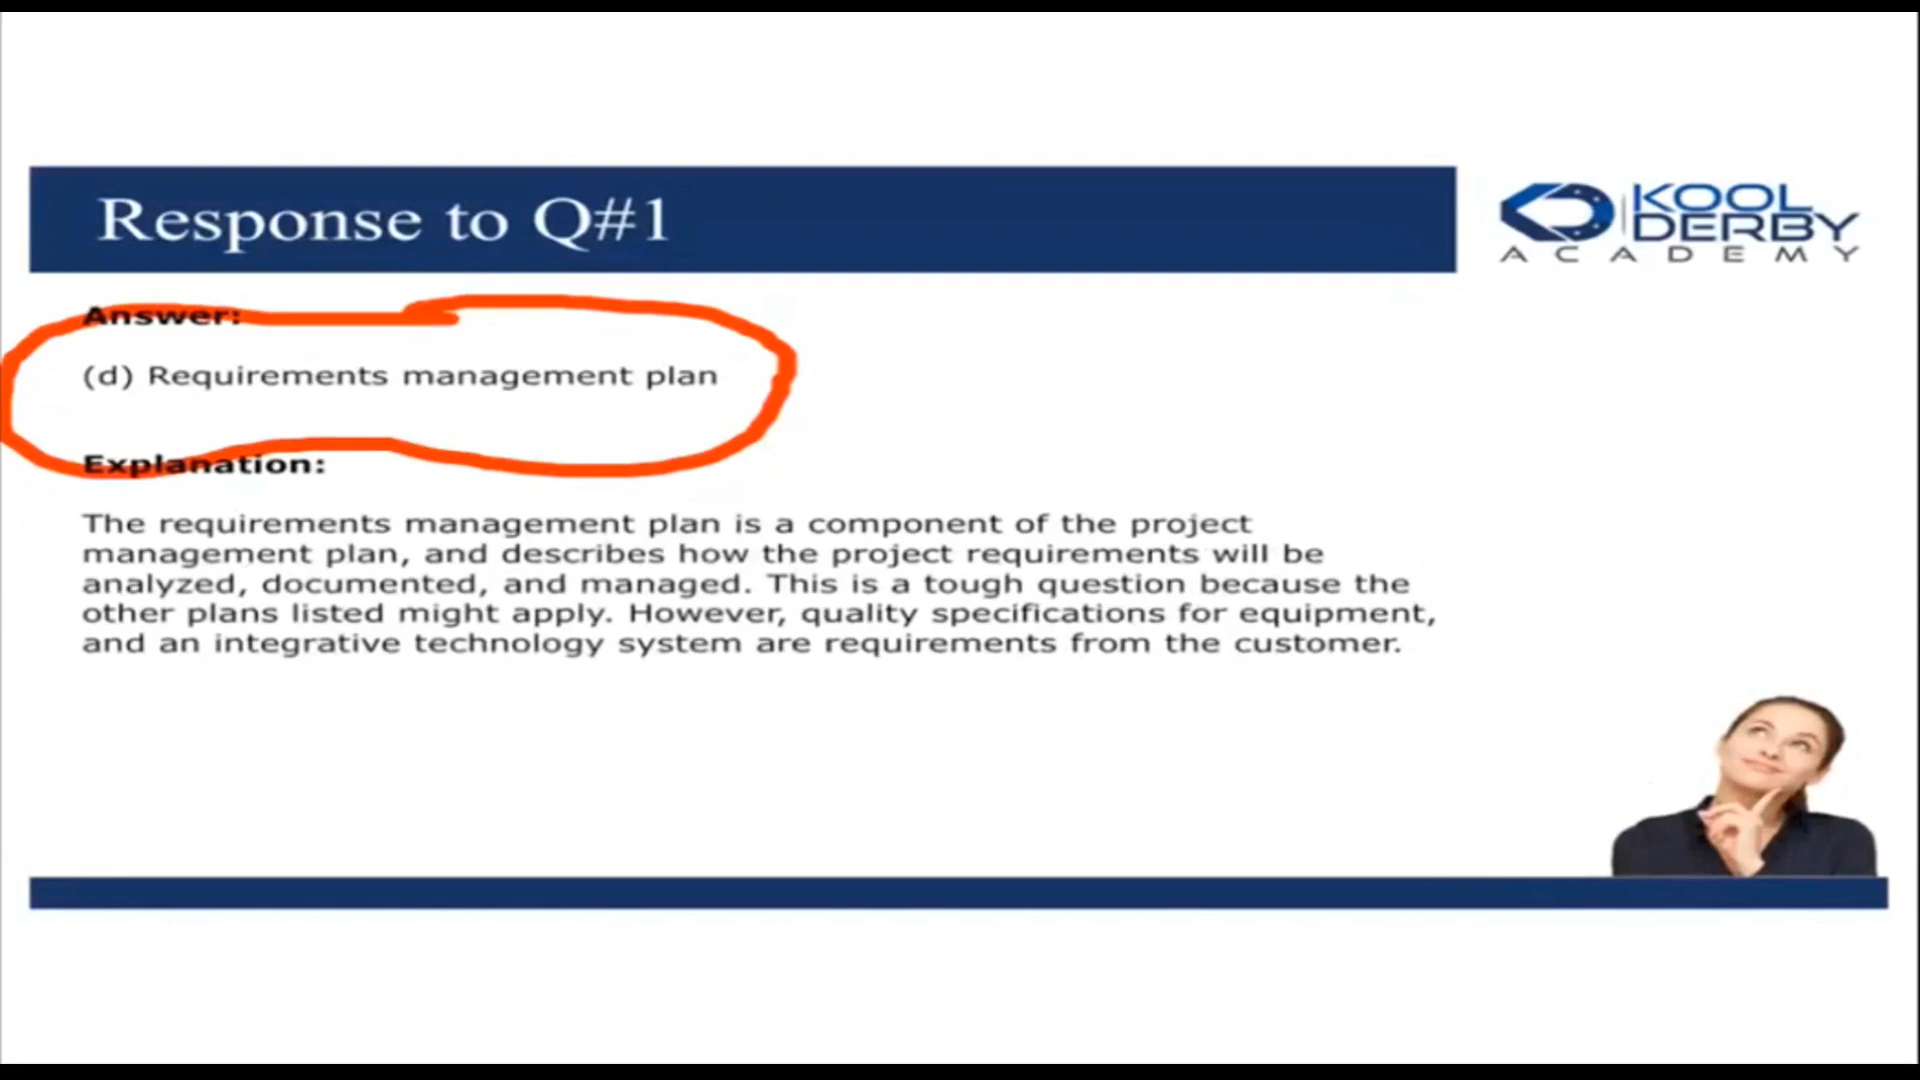 Response to Q#1
KOOL
DERBY
ACADEMY
Answer:
(d) Requirements management plan
Explanation:
The requirements management plan is a component of the project
management plan, and describes how the project requirements will be
analyzed, documented, and managed. This is a tough question because the
other plans listed might apply. However, quality specifications for equipment,
and an integrative technology system are requirements from the customer.